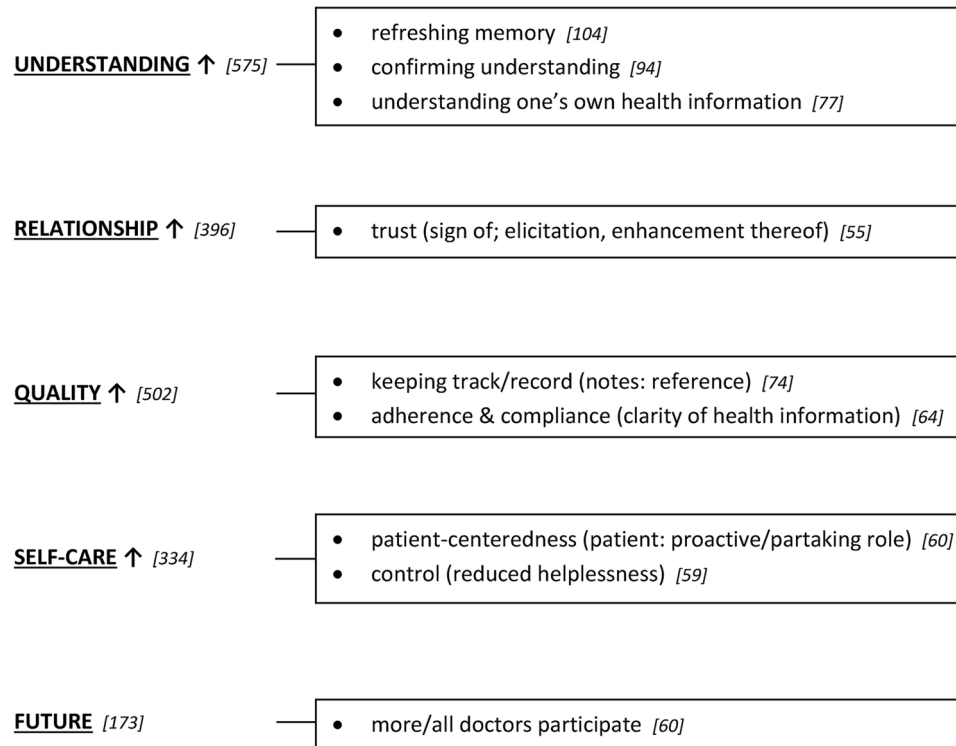 UNDERSTANDING ↑ [575]
• refreshing memory [104]
• confirming understanding [94]
• understanding one’s own health information [77]
RELATIONSHIP ↑ [396]
• trust (sign of; elicitation, enhancement thereof) [55]
QUALITY ↑ [502]
• keeping track/record (notes: reference) [74]
• adherence & compliance (clarity of health information) [64]
SELF-CARE ↑ [334]
• patient-centeredness (patient: proactive/partaking role) [60]
• control (reduced helplessness) [59]
FUTURE [173]
• more/all doctors participate [60]